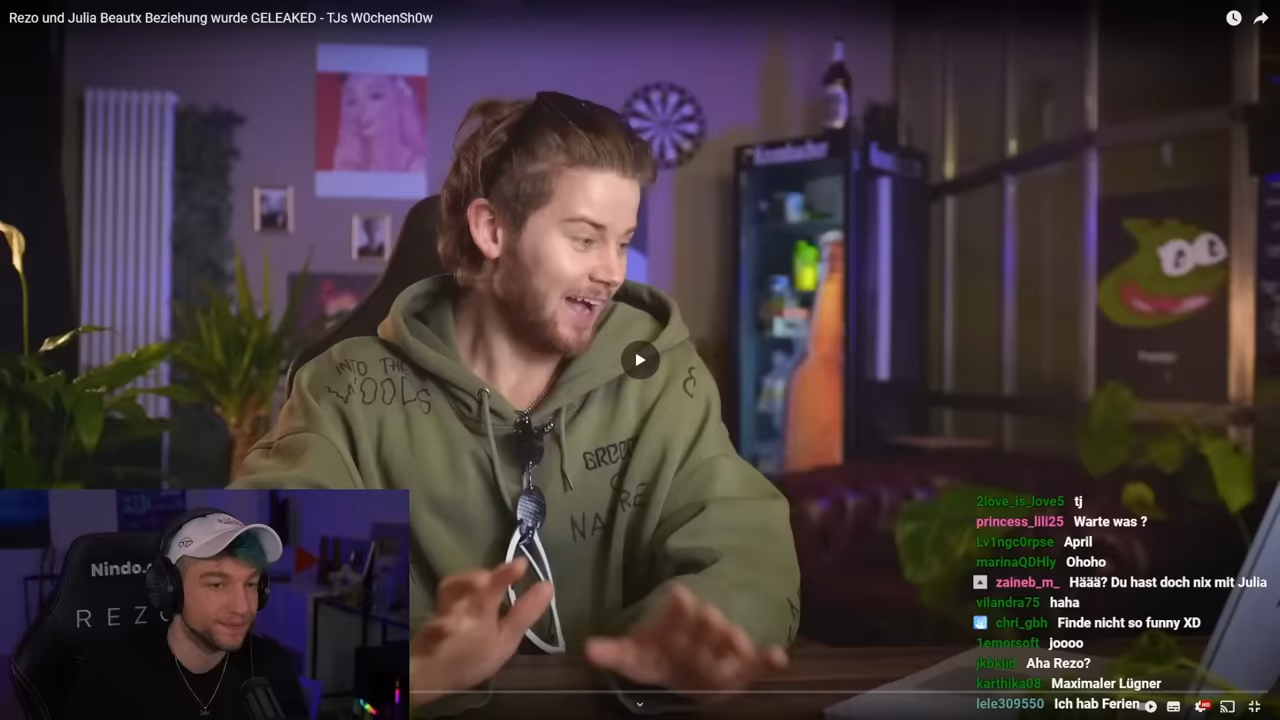 Rezo und Julia Beautx Beziehung wurde GELEAKED - TJs W0chenSh0w
INTO THE
WOODS
GREEN
Nindo.
REZO
2love_is_love5 tj
princess_lili25 Warte was ?
Lv1ngc0rpse April
marinaQDHly Ohoho
zaineb_m_ Häää? Du hast doch nix mit Julia
vilandra75 haha
chri_gbh Finde nicht so funny XD
1emorsoft joooo
jkbkjid Aha Rezo?
karthika08 Maximaler Lügner
lele309550 Ich hab Ferien
HD